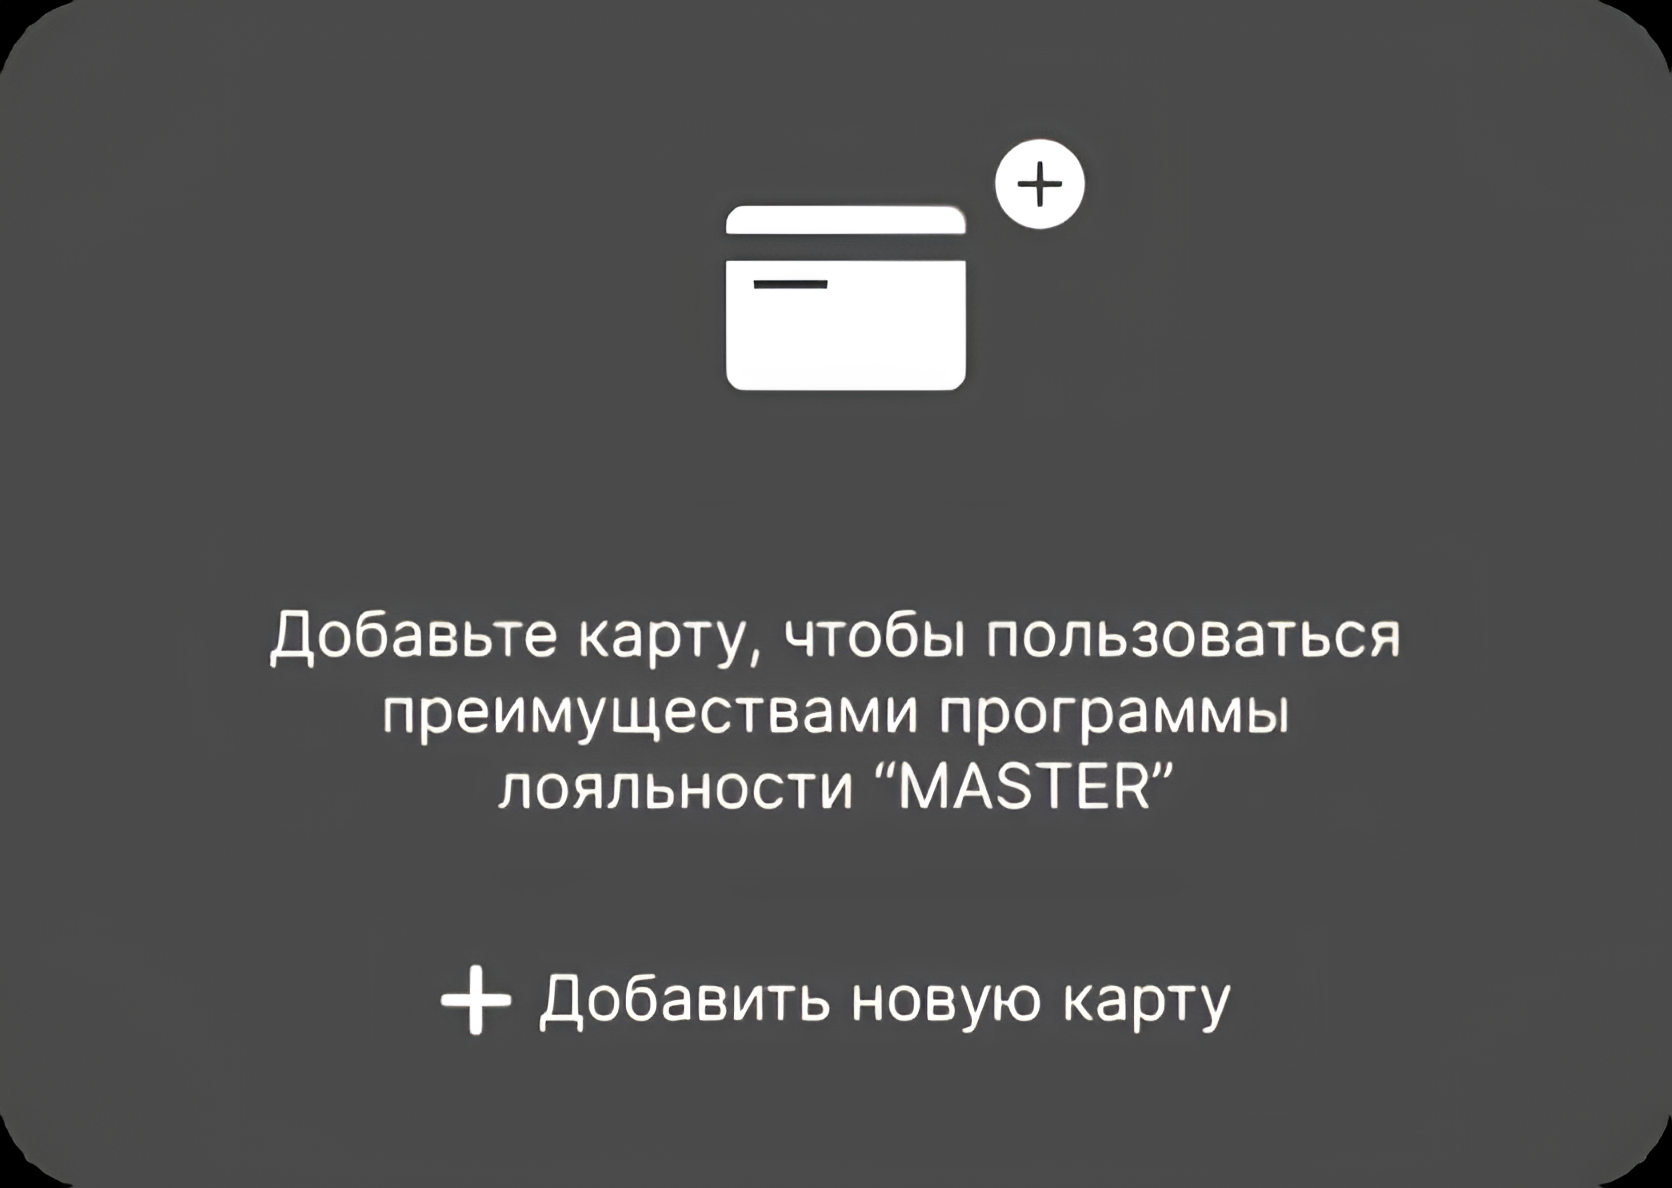 Добавьте карту, чтобы пользоваться
преимуществами программы
лояльности “MASTER”
+ Добавить новую карту